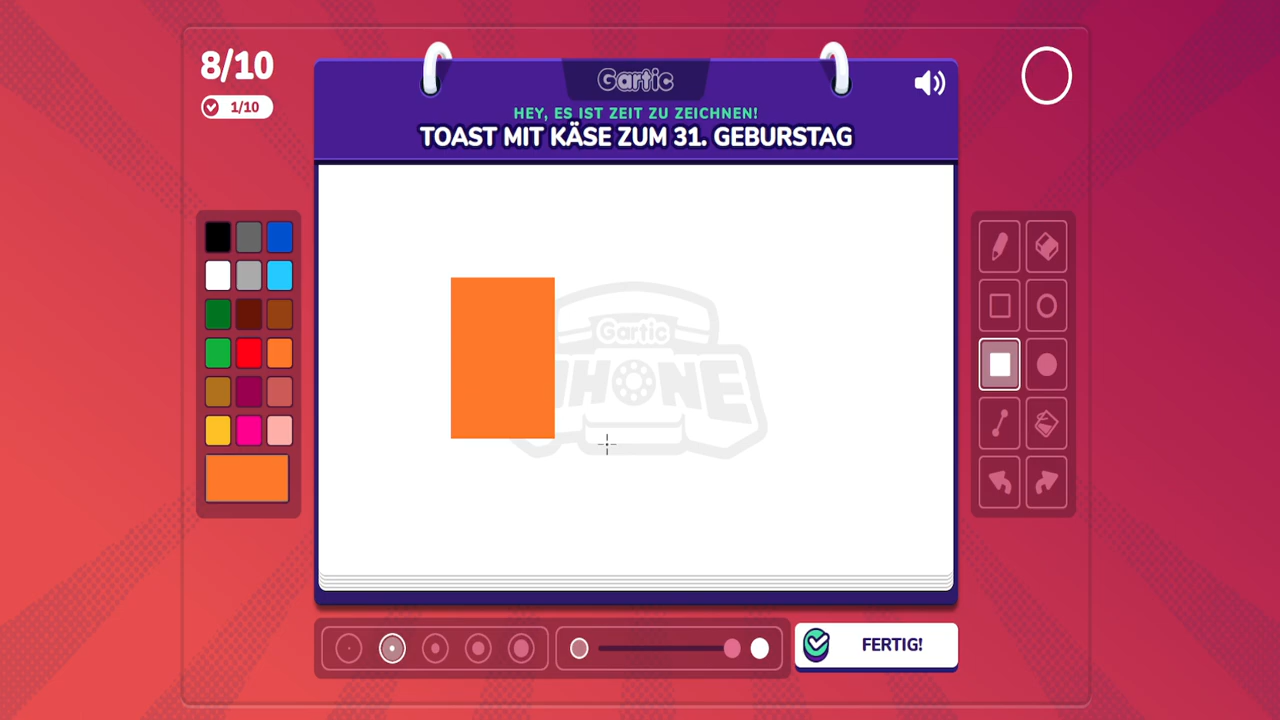 8/10
1/10
Gartic
HEY, ES IST ZEIT ZU ZEICHNEN!
TOAST MIT KÄSE ZUM 31. GEBURSTAG
Gartic
PHONE
FERTIG!